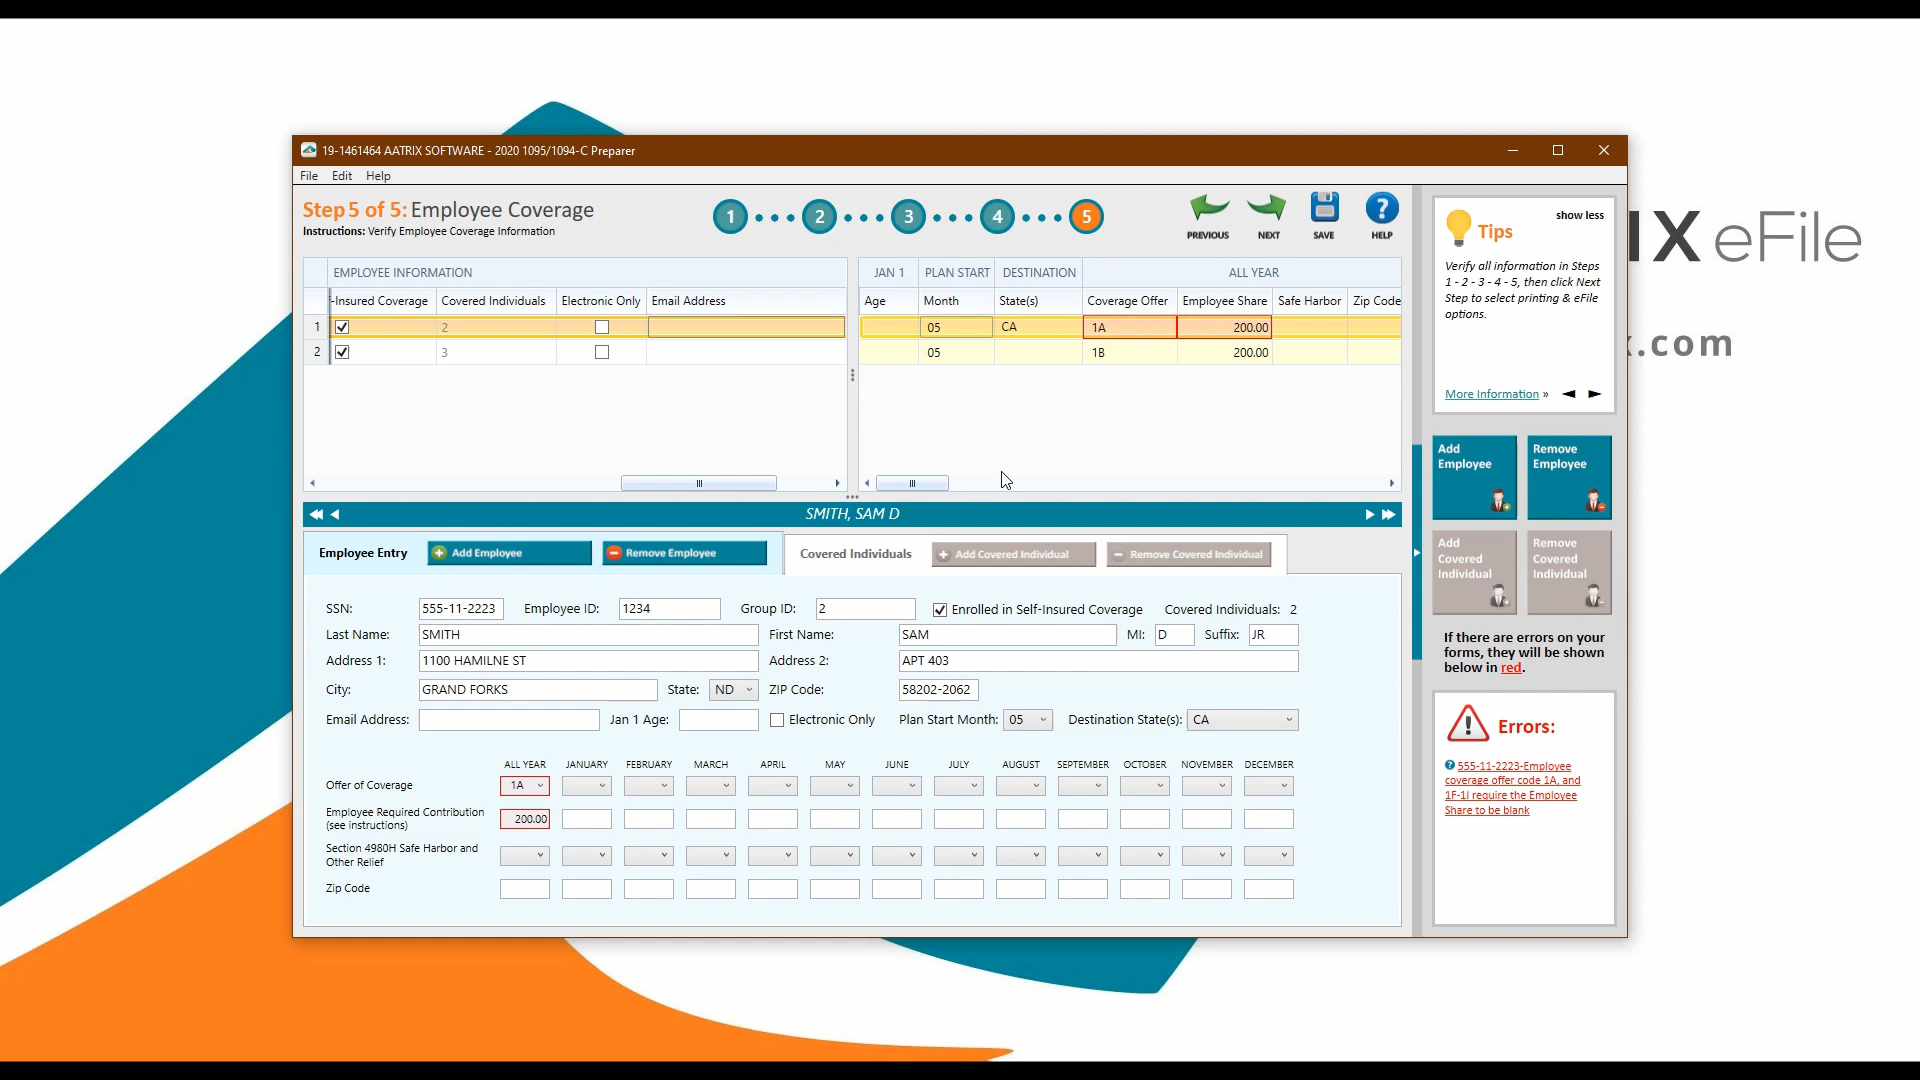 19-1461464 AATRIX SOFTWARE - 2020 1095/1094-C Preparer
File Edit Help
Step 5 of 5: Employee Coverage
Instructions: Verify Employee Coverage Information
1 2 3 4 5
PREVIOUS NEXT SAVE HELP
EMPLOYEE INFORMATION
-Insured Coverage Covered Individuals Electronic Only Email Address
1 2
2 3
JAN 1 PLAN START DESTINATION ALL YEAR
Age Month State(s) Coverage Offer Employee Share Safe Harbor Zip Code
05 CA 1A 200.00
05 1B 200.00
SMITH, SAM D
Employee Entry Add Employee Remove Employee Covered Individuals Add Covered Individual Remove Covered Individual
SSN: 555-11-2223 Employee ID: 1234 Group ID: 2 Enrolled in Self-Insured Coverage Covered Individuals: 2
Last Name: SMITH First Name: SAM MI: D Suffix: JR
Address 1: 1100 HAMILNE ST Address 2: APT 403
City: GRAND FORKS State: ND ZIP Code: 58202-2062
Email Address: Jan 1 Age: Electronic Only Plan Start Month: 05 Destination State(s): CA
ALL YEAR JANUARY FEBRUARY MARCH APRIL MAY JUNE JULY AUGUST SEPTEMBER OCTOBER NOVEMBER DECEMBER
Offer of Coverage 1A
Employee Required Contribution
(see instructions) 200.00
Section 4980H Safe Harbor and
Other Relief
Zip Code
show less
Tips
Verify all information in Steps
1 - 2 - 3 - 4 - 5, then click Next
Step to select printing & eFile
options.
More Information »
Add
Employee
Remove
Employee
Add
Covered
Individual
Remove
Covered
Individual
If there are errors on your
forms, they will be shown
below in red.
Errors:
555-11-2223-Employee
coverage offer code 1A, and
1F-1I require the Employee
Share to be blank
IX eFile
x.com